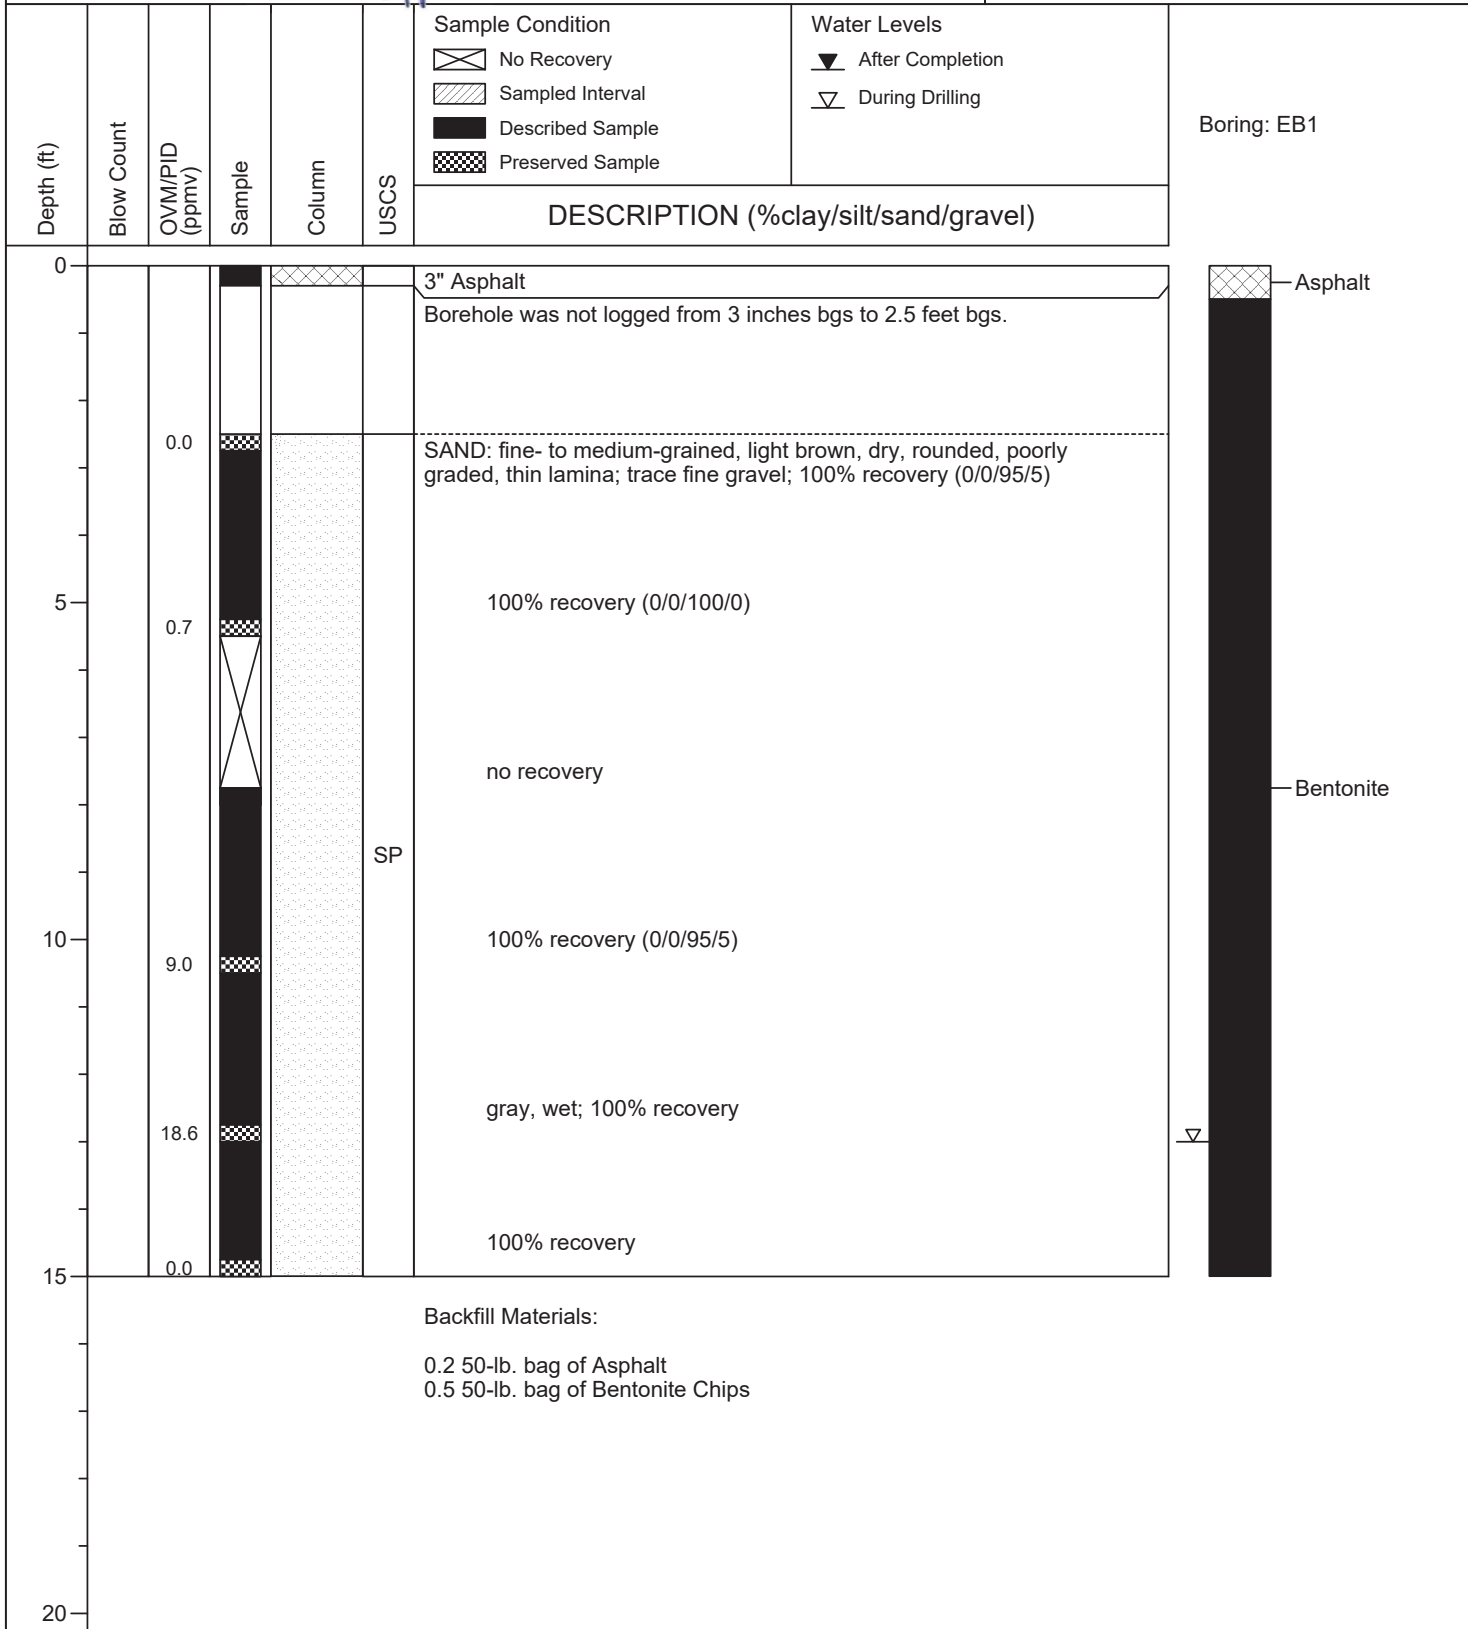 Sample Condition
No Recovery
Sampled Interval
Described Sample
Preserved Sample
Water Levels
After Completion
During Drilling
Boring: EB1
Depth (ft)
Blow Count
OVM/PID
(ppmv)
Sample
Column
USCS
DESCRIPTION (%clay/silt/sand/gravel)
0
3" Asphalt
Asphalt
Borehole was not logged from 3 inches bgs to 2.5 feet bgs.
0.0
SAND: fine- to medium-grained, light brown, dry, rounded, poorly
graded, thin lamina; trace fine gravel; 100% recovery (0/0/95/5)
5
100% recovery (0/0/100/0)
0.7
no recovery
Bentonite
SP
10
100% recovery (0/0/95/5)
9.0
gray, wet; 100% recovery
18.6
100% recovery
0.0
15
Backfill Materials:
0.2 50-lb. bag of Asphalt
0.5 50-lb. bag of Bentonite Chips
20